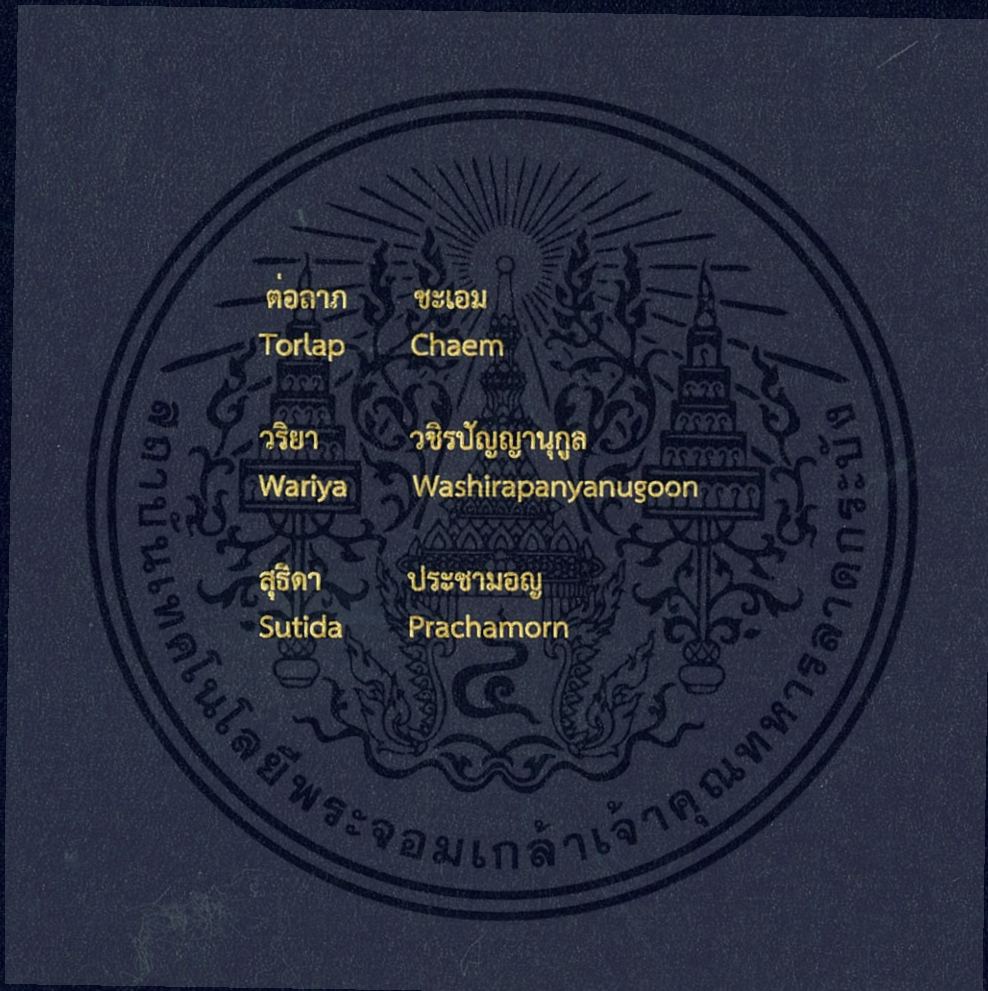 ต่อลาภ ชะเอม
Torlap Chaem
วริยา วชิรปัญญานุกูล
Wariya Washirapanyanugoon
สุธิดา ประชามอญ
Sutida Prachamorn
๔
สถาบันเทคโนโลยีพระจอมเกล้าเจ้าคุณทหารลาดกระบัง